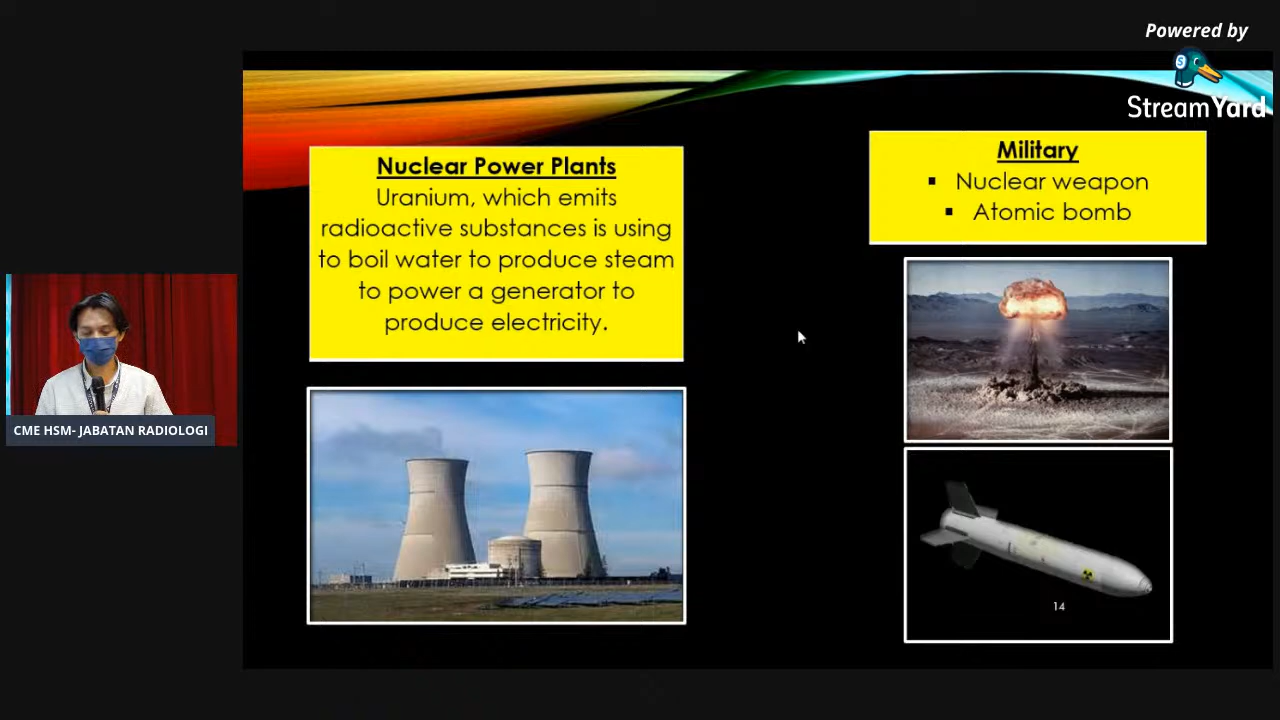 Powered by
StreamYard
Nuclear Power Plants
Uranium, which emits
radioactive substances is using
to boil water to produce steam
to power a generator to
produce electricity.
Military
▪ Nuclear weapon
▪ Atomic bomb
CME HSM- JABATAN RADIOLOGI
14